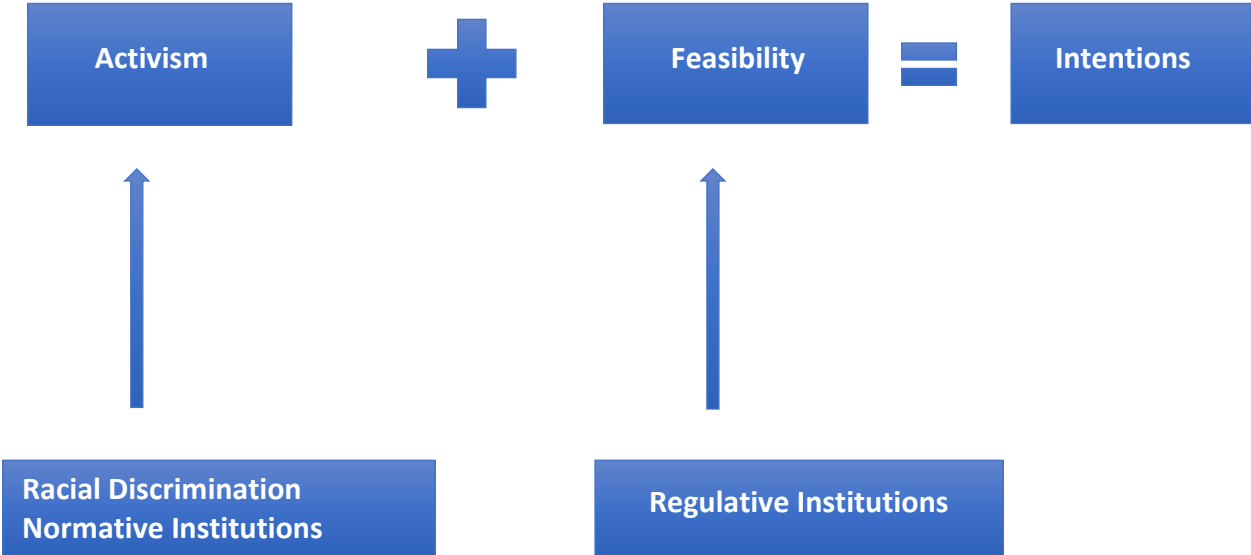 Activism
Feasibility
Intentions
Racial Discrimination
Normative Institutions
Regulative Institutions